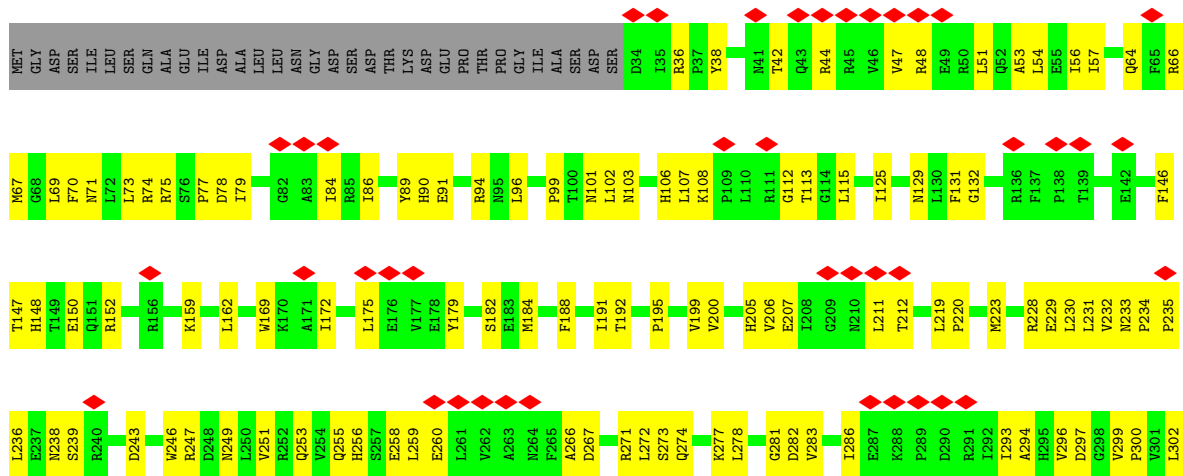 MET GLY ASP SER ILE LEU SER GLN ALA GLU ILE ASP ALA LEU LEU ASN GLY ASP SER ASP THR LYS ASP GLU PRO THR PRO GLY ILE ALA SER ASP SER D34 I35 R36 P37 Y38 N41 T42 Q43 R44 R45 V46 V47 R48 E49 R50 L51 Q52 A53 L54 E55 I56 I57 Q64 F65 R66
M67 G68 L69 F70 N71 L72 L73 R74 R75 S76 P77 D78 I79 G82 A83 I84 R85 I86 Y89 H90 E91 R94 N95 L96 P99 T100 N101 L102 N103 H106 L107 K108 P109 L110 R111 G112 T113 G114 L115 I125 N129 L130 F131 G132 R136 F137 P138 T139 E142 F146
T147 H148 T149 E150 Q151 R152 R156 K159 L162 W169 K170 A171 I172 L175 E176 V177 E178 Y179 S182 E183 M184 F188 I191 T192 P195 V199 V200 H205 V206 E207 I208 G209 N210 L211 T212 L219 P220 M223 R228 E229 L230 L231 V232 N233 P234 P235
L236 E237 N238 S239 R240 D243 W246 R247 D248 N249 L250 V251 R252 Q253 V254 Q255 H256 S257 E258 L259 E260 L261 V262 A263 N264 F265 A266 D267 R271 L272 S273 Q274 K277 L278 G281 D282 V283 I286 E287 K288 P289 D290 R291 I292 I293 A294 H295 V296 D297 G298 V299 P300 V301 L302